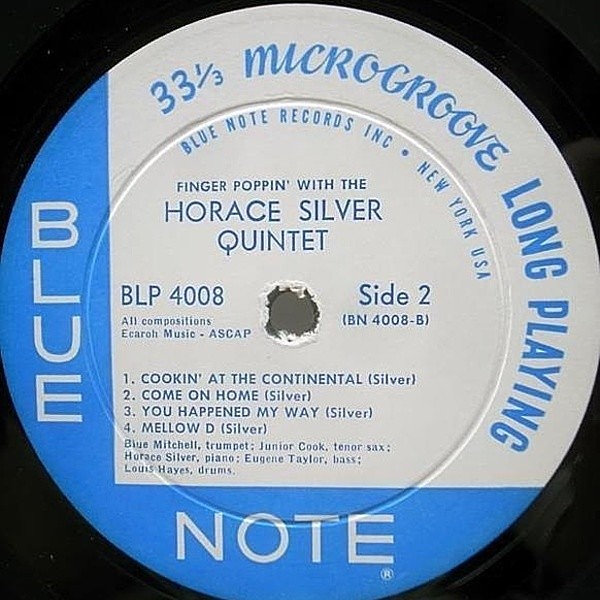 33⅓ MICROGROOVE LONG PLAYING
BLUE NOTE RECORDS INC • NEW YORK USA
FINGER POPPIN' WITH THE
HORACE SILVER
QUINTET
BLP 4008
Side 2
All compositions
Ecaroh Music - ASCAP
(BN 4008-B)
1. COOKIN' AT THE CONTINENTAL (Silver)
2. COME ON HOME (Silver)
3. YOU HAPPENED MY WAY (Silver)
4. MELLOW D (Silver)
Blue Mitchell, trumpet; Junior Cook, tenor sax;
Horace Silver, piano; Eugene Taylor, bass;
Louis Hayes, drums.
BLUE
NOTE
®